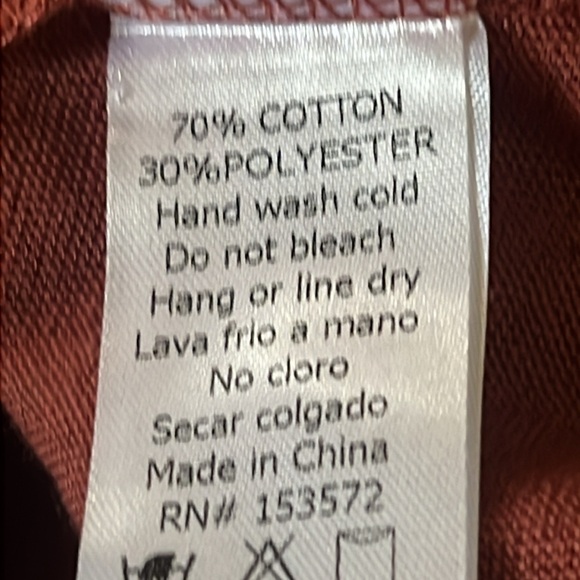 70% COTTON
30%POLYESTER
Hand wash cold
Do not bleach
Hang or line dry
Lava frio a mano
No cloro
Secar colgado
Made in China
RN# 153572